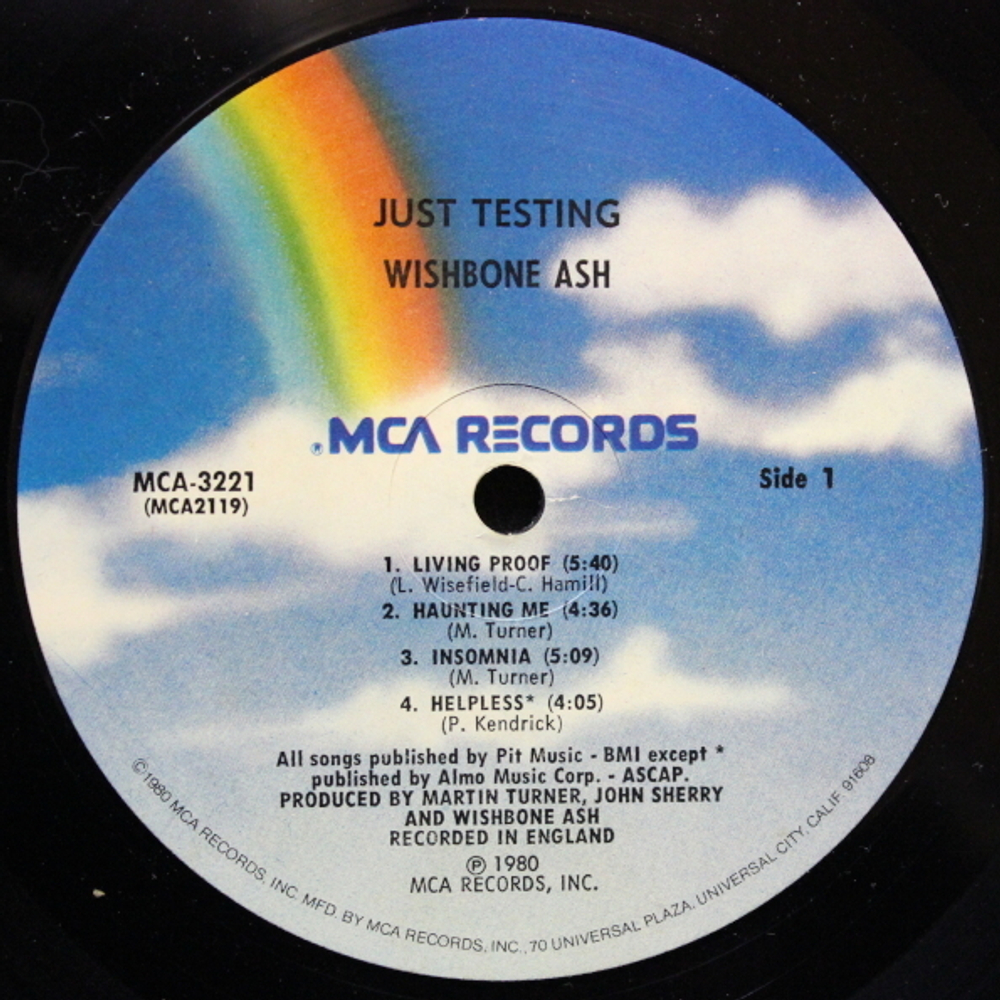 JUST TESTING
WISHBONE ASH
® MCA RECORDS
MCA-3221
(MCA2119)
Side 1
1. LIVING PROOF (5:40)
(L. Wisefield-C. Hamill)
2. HAUNTING ME (4:36)
(M. Turner)
3. INSOMNIA (5:09)
(M. Turner)
4. HELPLESS* (4:05)
(P. Kendrick)
All songs published by Pit Music - BMI except *
published by Almo Music Corp. - ASCAP.
PRODUCED BY MARTIN TURNER, JOHN SHERRY
AND WISHBONE ASH
RECORDED IN ENGLAND
℗ 1980
MCA RECORDS, INC.
©1980 MCA RECORDS, INC. MFD. BY MCA RECORDS, INC., 70 UNIVERSAL PLAZA, UNIVERSAL CITY, CALIF. 91608